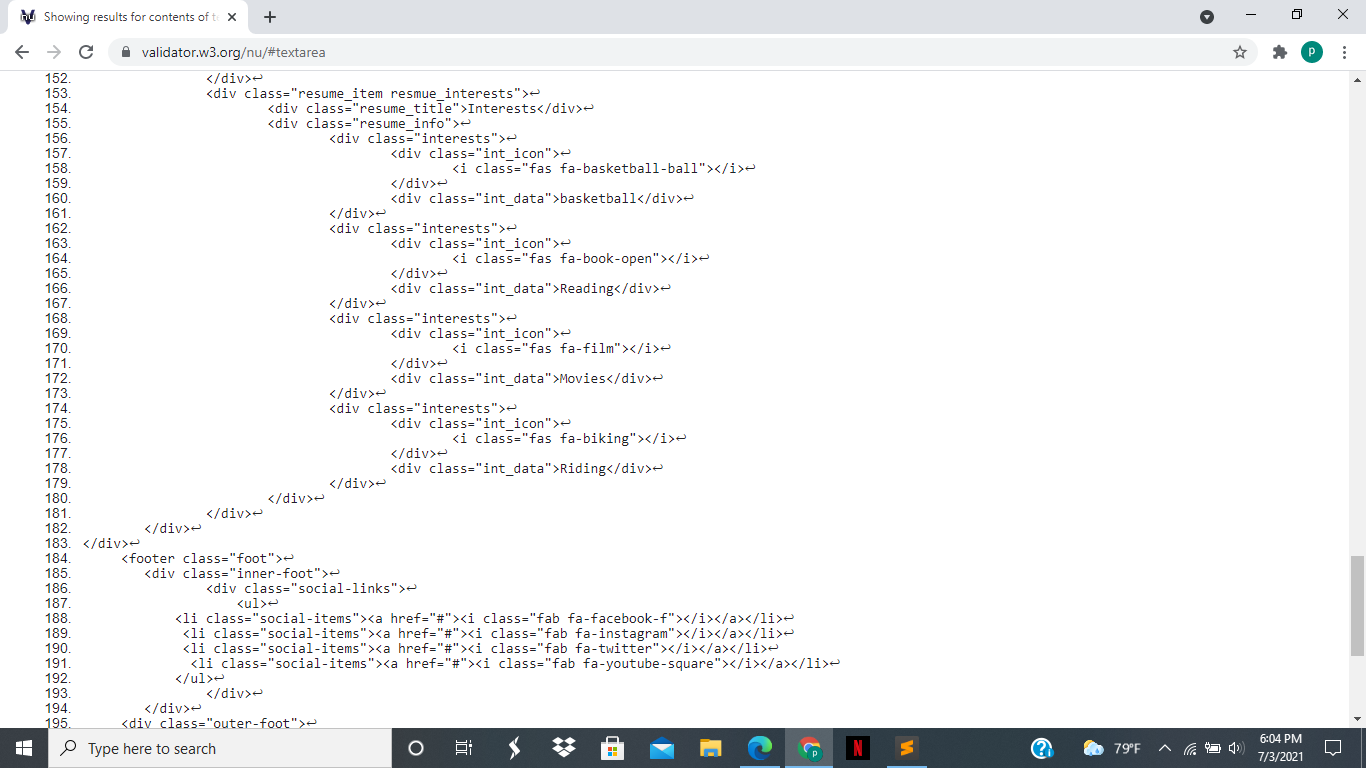 Showing results for contents of t
validator.w3.org/nu/#textarea
P
152. </div>↩
153. <div class="resume_item resmue_interests">↩
154. <div class="resume_title">Interests</div>↩
155. <div class="resume_info">↩
156. <div class="interests">↩
157. <div class="int_icon">↩
158. <i class="fas fa-basketball-ball"></i>↩
159. </div>↩
160. <div class="int_data">basketball</div>↩
161. </div>↩
162. <div class="interests">↩
163. <div class="int_icon">↩
164. <i class="fas fa-book-open"></i>↩
165. </div>↩
166. <div class="int_data">Reading</div>↩
167. </div>↩
168. <div class="interests">↩
169. <div class="int_icon">↩
170. <i class="fas fa-film"></i>↩
171. </div>↩
172. <div class="int_data">Movies</div>↩
173. </div>↩
174. <div class="interests">↩
175. <div class="int_icon">↩
176. <i class="fas fa-biking"></i>↩
177. </div>↩
178. <div class="int_data">Riding</div>↩
179. </div>↩
180. </div>↩
181. </div>↩
182. </div>↩
183. </div>↩
184. <footer class="foot">↩
185. <div class="inner-foot">↩
186. <div class="social-links">↩
187. <ul>↩
188. <li class="social-items"><a href="#"><i class="fab fa-facebook-f"></i></a></li>↩
189. <li class="social-items"><a href="#"><i class="fab fa-instagram"></i></a></li>↩
190. <li class="social-items"><a href="#"><i class="fab fa-twitter"></i></a></li>↩
191. <li class="social-items"><a href="#"><i class="fab fa-youtube-square"></i></a></li>↩
192. </ul>↩
193. </div>↩
194. </div>↩
195. <div class="outer-foot">↩
Type here to search
79°F
6:04 PM
7/3/2021